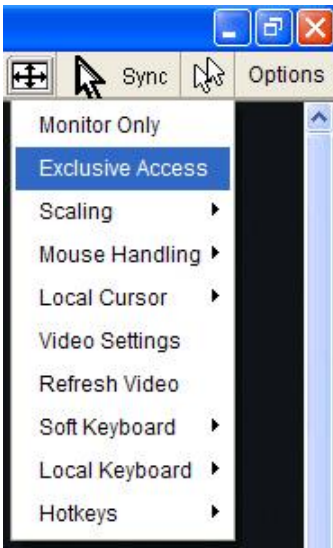 Sync Options
Monitor Only
Exclusive Access
Scaling
Mouse Handling
Local Cursor
Video Settings
Refresh Video
Soft Keyboard
Local Keyboard
Hotkeys